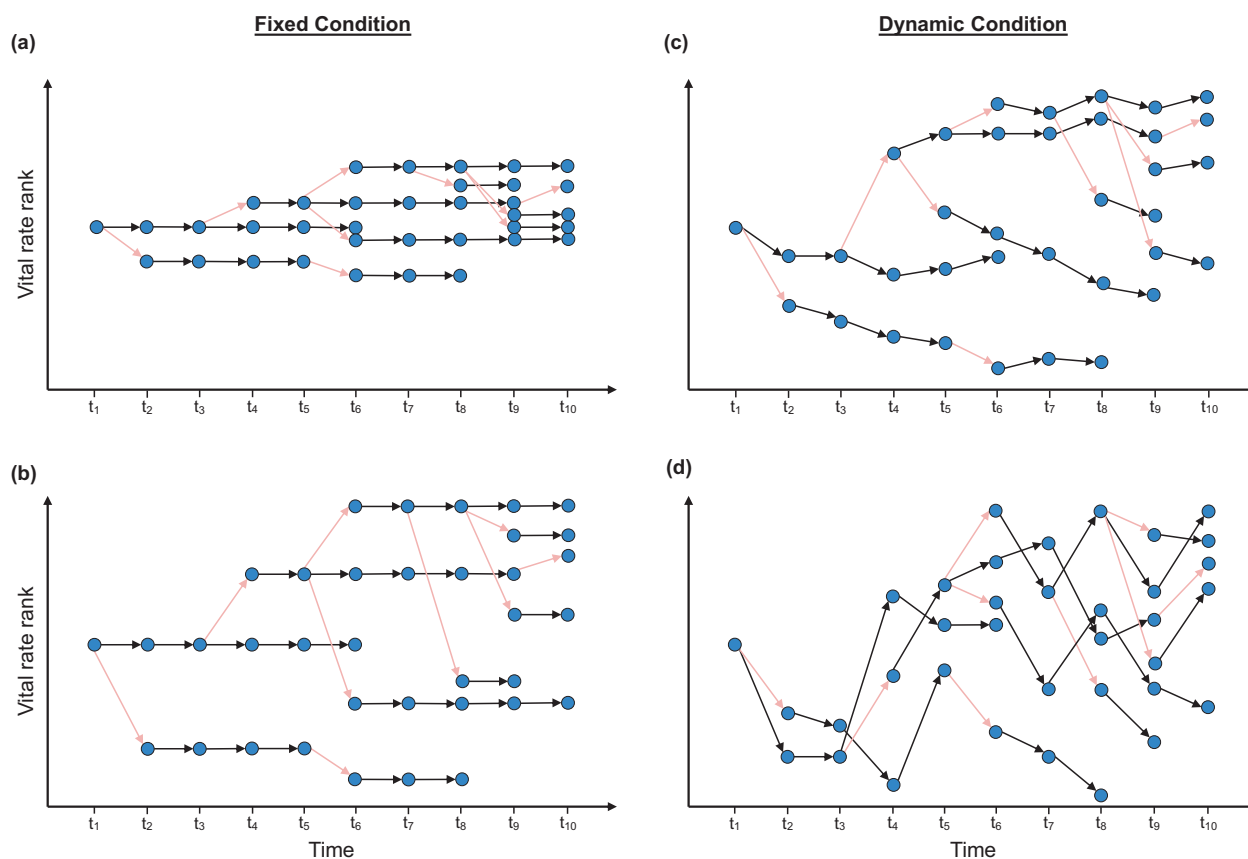 Fixed Condition
Dynamic Condition
(a)
Vital rate rank
t₁ t₂ t₃ t₄ t₅ t₆ t₇ t₈ t₉ t₁₀
(c)
t₁ t₂ t₃ t₄ t₅ t₆ t₇ t₈ t₉ t₁₀
(b)
Vital rate rank
t₁ t₂ t₃ t₄ t₅ t₆ t₇ t₈ t₉ t₁₀
Time
(d)
t₁ t₂ t₃ t₄ t₅ t₆ t₇ t₈ t₉ t₁₀
Time